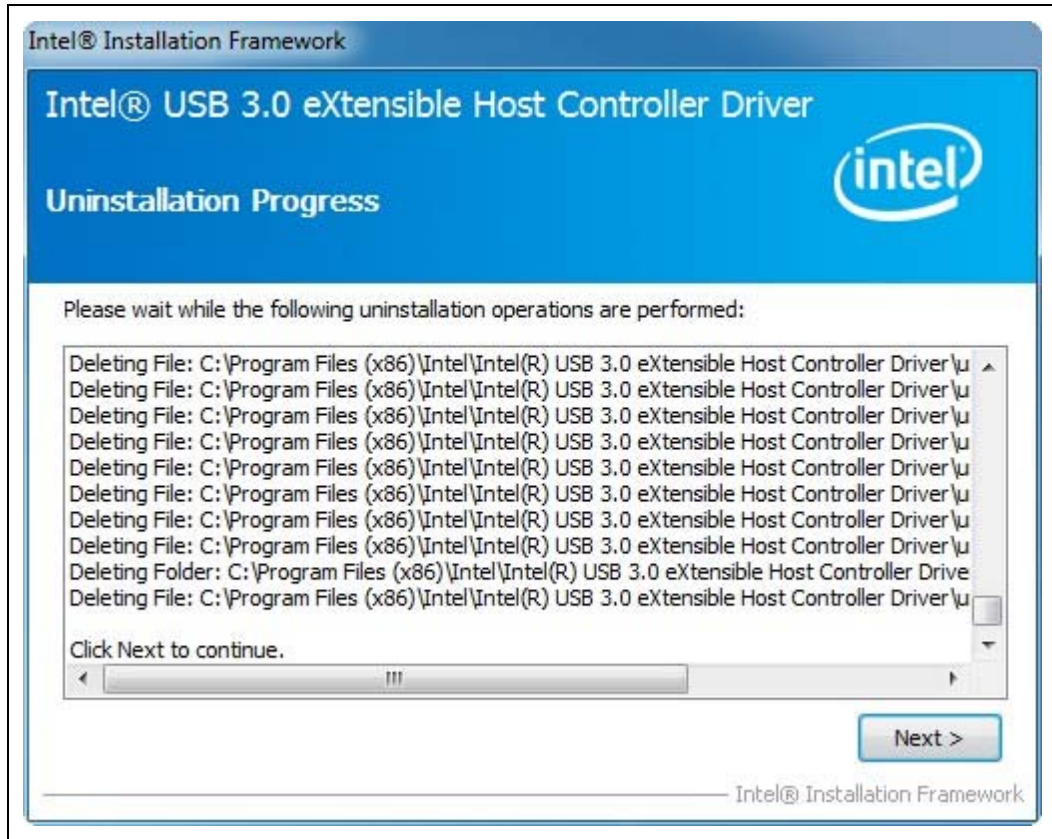 Intel® Installation Framework
Intel® USB 3.0 eXtensible Host Controller Driver
intel
Uninstallation Progress
Please wait while the following uninstallation operations are performed:
Deleting File: C:\Program Files (x86)\Intel\Intel(R) USB 3.0 eXtensible Host Controller Driver\u
Deleting File: C:\Program Files (x86)\Intel\Intel(R) USB 3.0 eXtensible Host Controller Driver\u
Deleting File: C:\Program Files (x86)\Intel\Intel(R) USB 3.0 eXtensible Host Controller Driver\u
Deleting File: C:\Program Files (x86)\Intel\Intel(R) USB 3.0 eXtensible Host Controller Driver\u
Deleting File: C:\Program Files (x86)\Intel\Intel(R) USB 3.0 eXtensible Host Controller Driver\u
Deleting File: C:\Program Files (x86)\Intel\Intel(R) USB 3.0 eXtensible Host Controller Driver\u
Deleting File: C:\Program Files (x86)\Intel\Intel(R) USB 3.0 eXtensible Host Controller Driver\u
Deleting File: C:\Program Files (x86)\Intel\Intel(R) USB 3.0 eXtensible Host Controller Driver\u
Deleting Folder: C:\Program Files (x86)\Intel\Intel(R) USB 3.0 eXtensible Host Controller Drive
Deleting File: C:\Program Files (x86)\Intel\Intel(R) USB 3.0 eXtensible Host Controller Driver\u
Click Next to continue.
Next >
Intel® Installation Framework